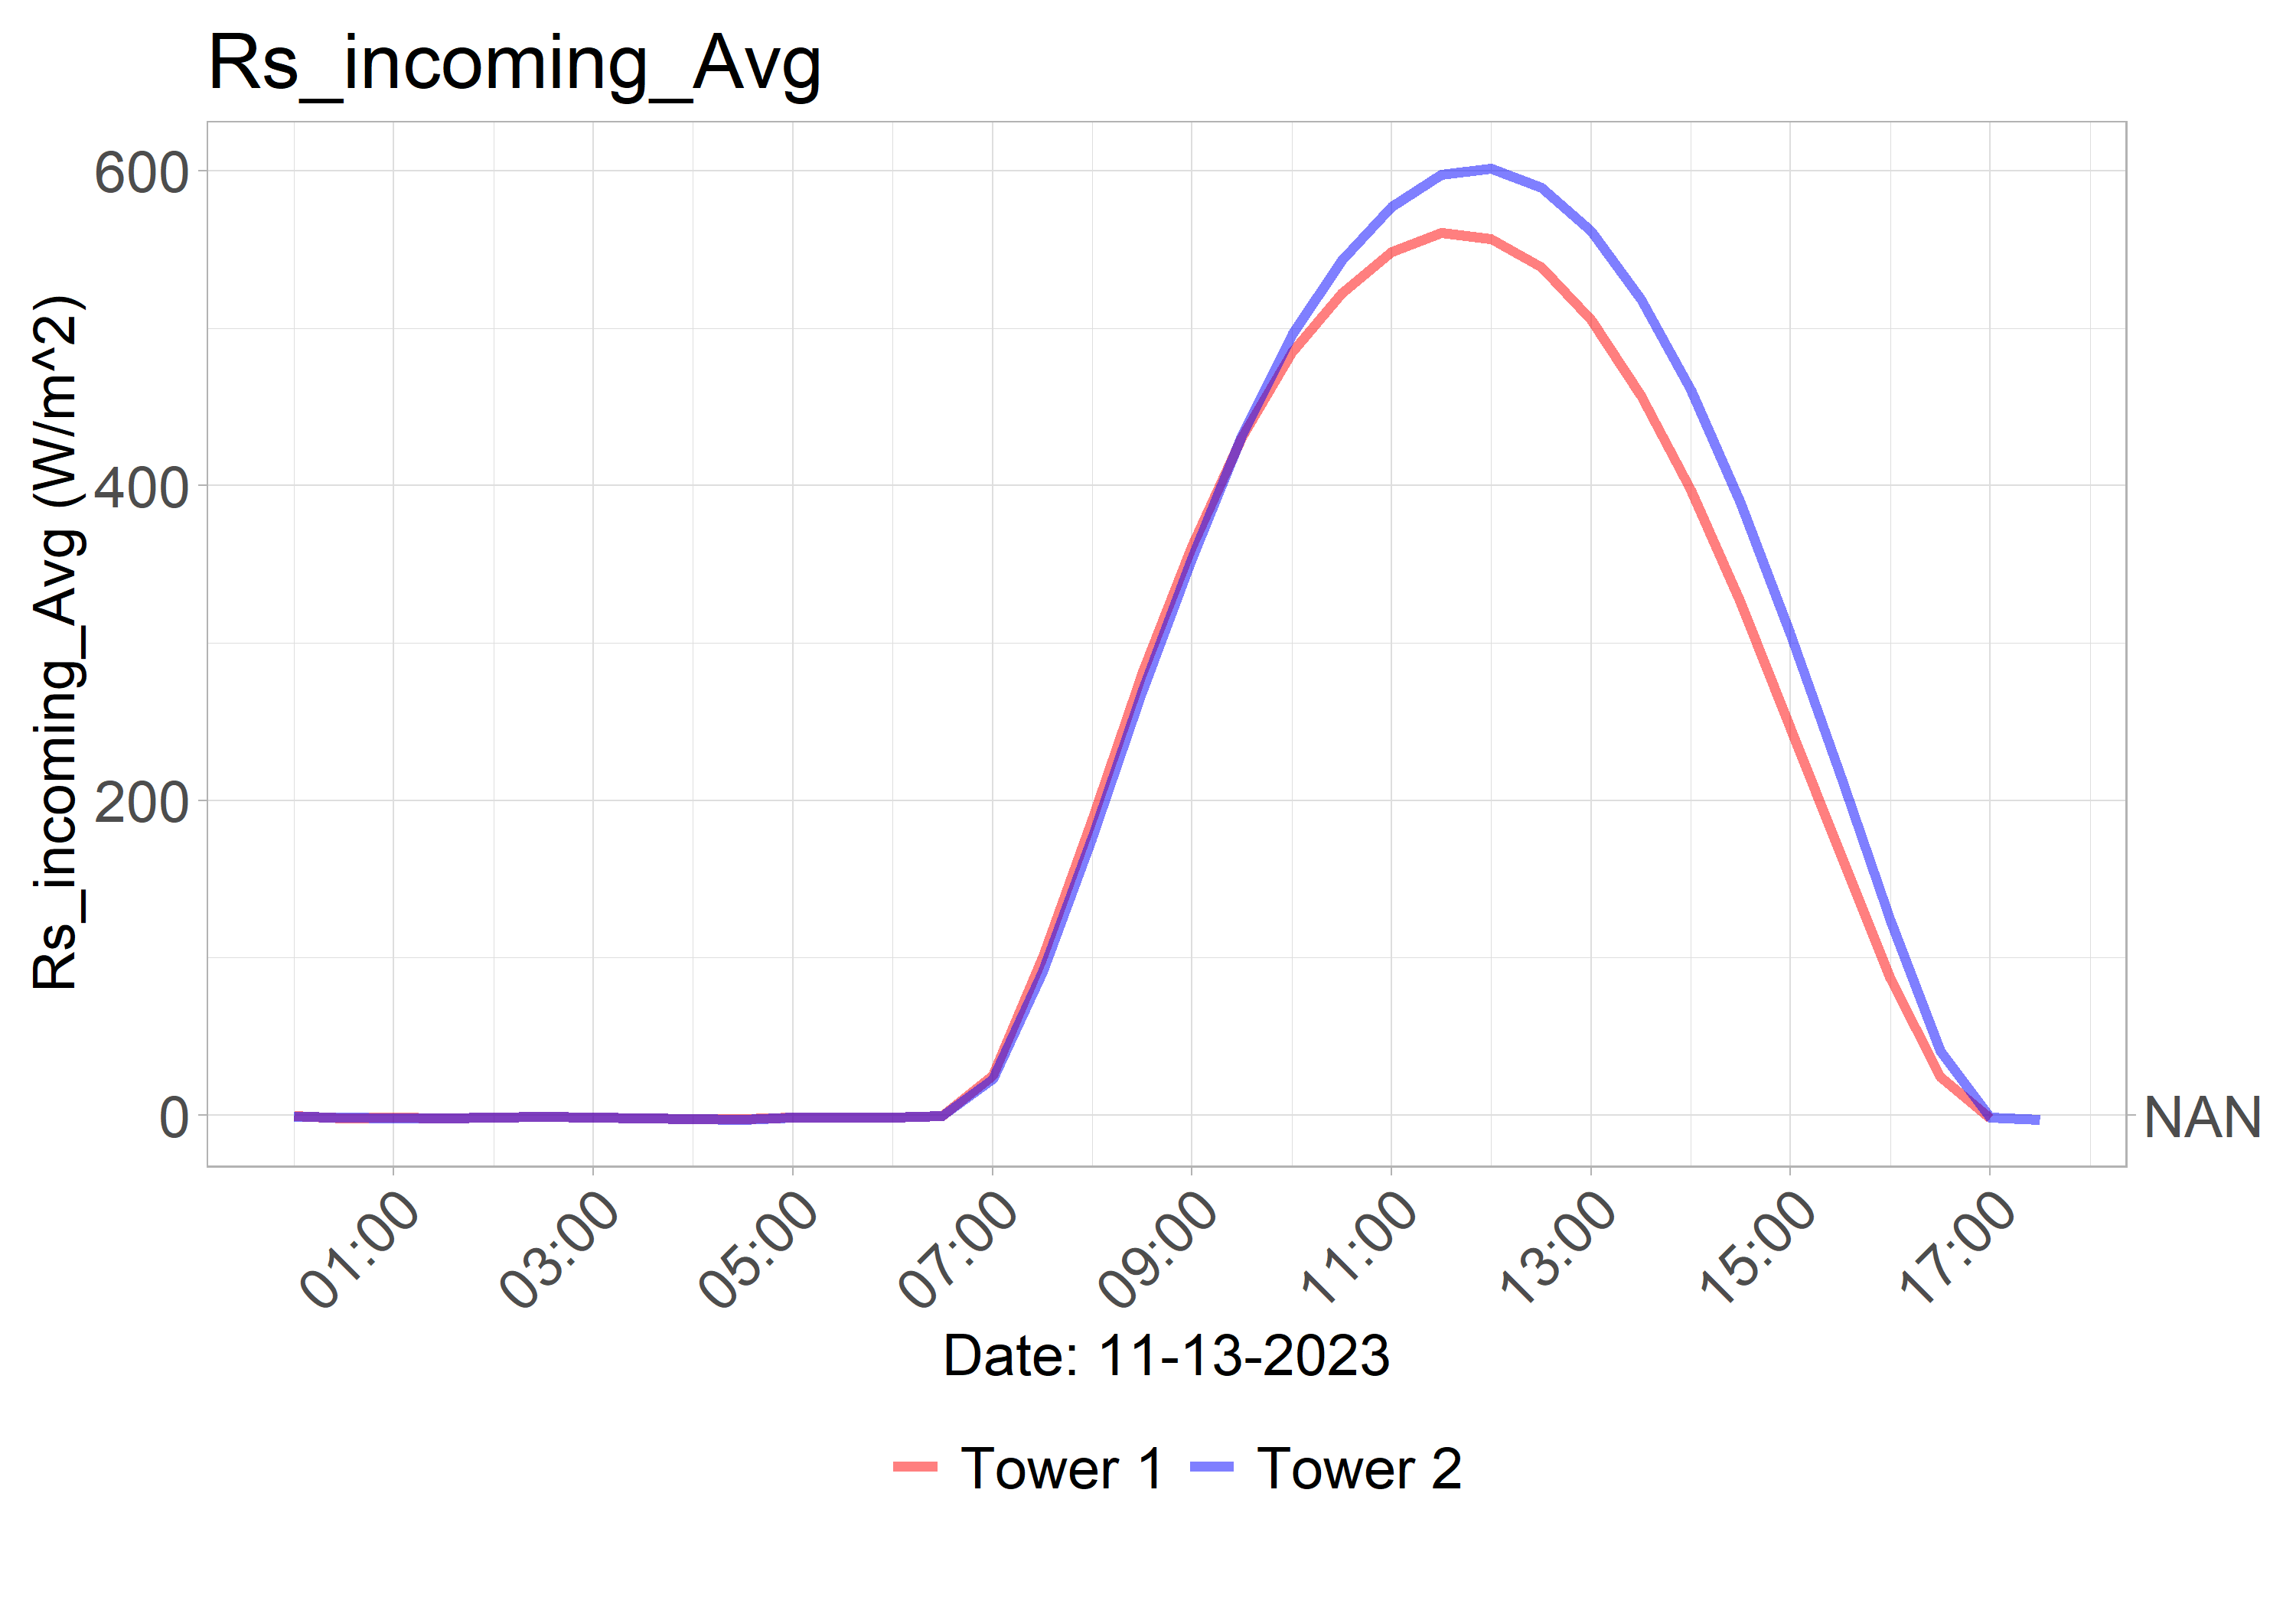 Rs_incoming_Avg
Rs_incoming_Avg (W/m^2)
600
400
200
0
NAN
01:00 03:00 05:00 07:00 09:00 11:00 13:00 15:00 17:00
Date: 11-13-2023
Tower 1 Tower 2